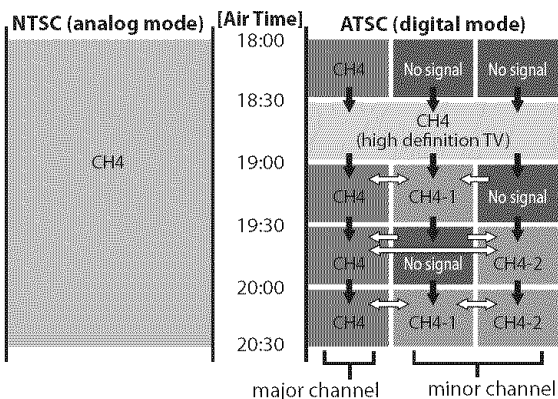 NTSC (analog mode) [Air Time] ATSC (digital mode)
18:00
CH4 No signal No signal
18:30
CH4
(high definition TV)
CH4
19:00
CH4 CH4-1 No signal
19:30
CH4 No signal CH4-2
20:00
CH4 CH4-1 CH4-2
20:30
major channel minor channel